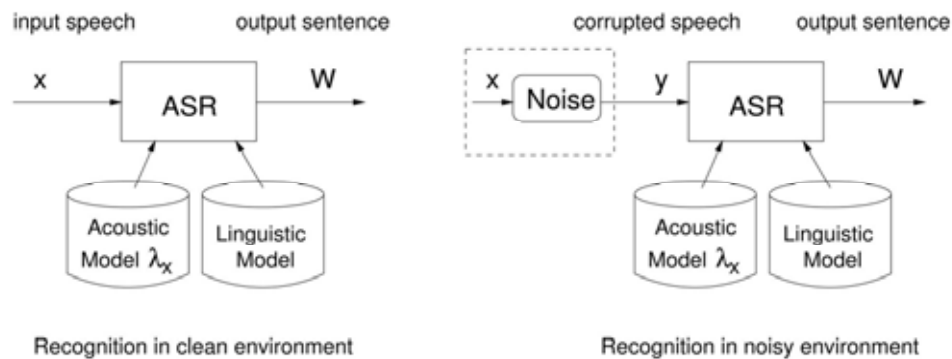 input speech output sentence
x
ASR
W
Acoustic
Model λx
Linguistic
Model
Recognition in clean environment
corrupted speech output sentence
x
Noise
y
ASR
W
Acoustic
Model λx
Linguistic
Model
Recognition in noisy environment